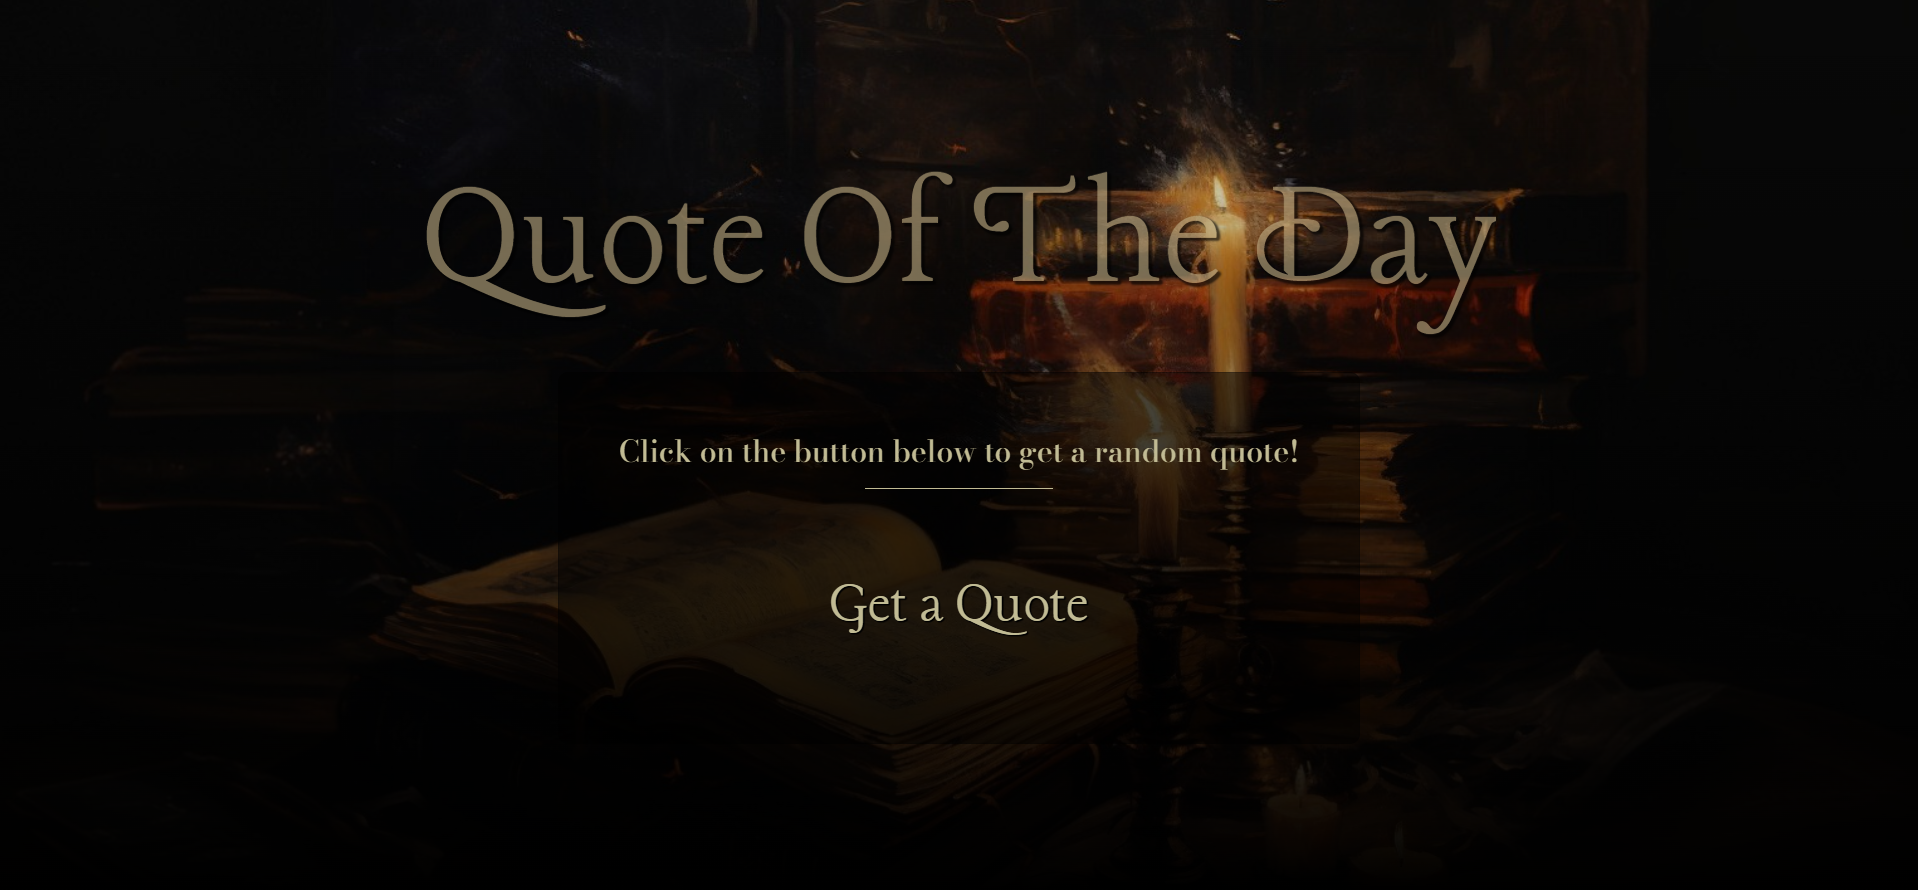 Quote Of The Day
Click on the button below to get a random quote!
Get a Quote